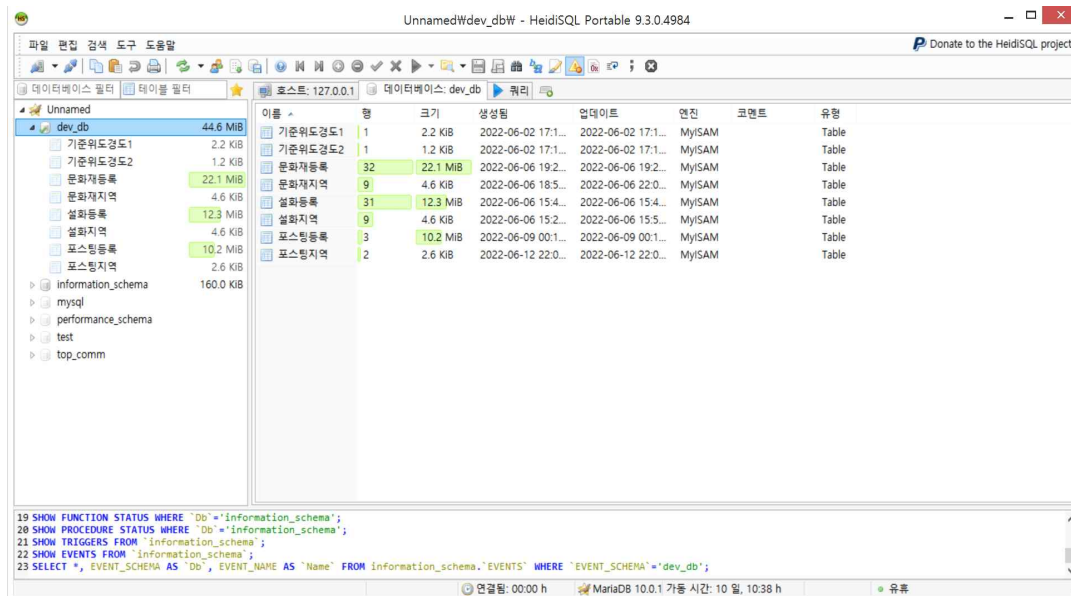 Unnamed₩dev_db₩ - HeidiSQL Portable 9.3.0.4984
파일 편집 검색 도구 도움말
Donate to the HeidiSQL project
데이터베이스 필터 테이블 필터
호스트: 127.0.0.1 데이터베이스: dev_db 쿼리
Unnamed
dev_db 44.6 MiB
기준위도경도1 2.2 KiB
기준위도경도2 1.2 KiB
문화재등록 22.1 MiB
문화재지역 4.6 KiB
설화등록 12.3 MiB
설화지역 4.6 KiB
포스팅등록 10.2 MiB
포스팅지역 2.6 KiB
information_schema 160.0 KiB
mysql
performance_schema
test
top_comm
이름 행 크기 생성됨 업데이트 엔진 코멘트 유형
기준위도경도1 1 2.2 KiB 2022-06-02 17:1... 2022-06-02 17:1... MyISAM Table
기준위도경도2 1 1.2 KiB 2022-06-02 17:1... 2022-06-02 17:1... MyISAM Table
문화재등록 32 22.1 MiB 2022-06-06 19:2... 2022-06-06 19:2... MyISAM Table
문화재지역 9 4.6 KiB 2022-06-06 18:5... 2022-06-06 22:0... MyISAM Table
설화등록 31 12.3 MiB 2022-06-06 15:4... 2022-06-06 15:4... MyISAM Table
설화지역 9 4.6 KiB 2022-06-06 15:2... 2022-06-06 15:5... MyISAM Table
포스팅등록 3 10.2 MiB 2022-06-09 00:1... 2022-06-09 00:1... MyISAM Table
포스팅지역 2 2.6 KiB 2022-06-12 22:0... 2022-06-12 22:0... MyISAM Table
19 SHOW FUNCTION STATUS WHERE `Db`='information_schema';
20 SHOW PROCEDURE STATUS WHERE `Db`='information_schema';
21 SHOW TRIGGERS FROM `information_schema`;
22 SHOW EVENTS FROM `information_schema`;
23 SELECT *, EVENT_SCHEMA AS `Db`, EVENT_NAME AS `Name` FROM information_schema.`EVENTS` WHERE `EVENT_SCHEMA`='dev_db';
연결됨: 00:00 h MariaDB 10.0.1 가동 시간: 10 일, 10:38 h 유휴